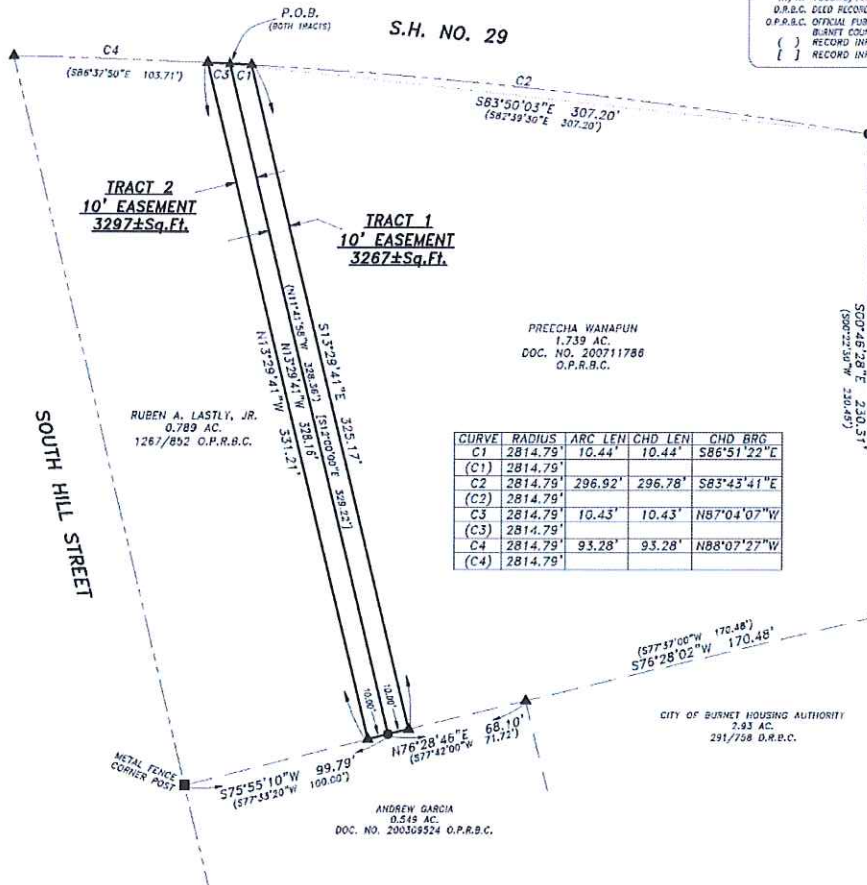 D.R.B.C. DEED RECORD
O.P.R.B.C. OFFICIAL PUB
BURNET COUN
( ) RECORD IN
[ ] RECORD IN
P.O.B.
(BOTH TRACTS)
S.H. NO. 29
C4
(S86°37'50"E 103.71')
C3
C1
C2
S83°50'03"E 307.20'
(S82°39'30"E 307.20')
TRACT 2
10' EASEMENT
3297±Sq.Ft.
TRACT 1
10' EASEMENT
3267±Sq.Ft.
N13°29'41"W 331.21'
(N11°41'58"W 328.36')
N13°29'41"W 328.16'
[S12°00'00"E 329.22']
S13°29'41"E 325.17'
PREECHA WANAPUN
1.739 AC.
DOC. NO. 200711786
O.P.R.B.C.
S00°46'28"E 230.31'
(S00°22'30"W 230.45')
RUBEN A. LASTLY, JR.
0.789 AC.
1267/852 O.P.R.B.C.
SOUTH HILL STREET
CURVE RADIUS ARC LEN CHD LEN CHD BRG
C1 2814.79' 10.44' 10.44' S86°51'22"E
(C1) 2814.79'
C2 2814.79' 296.92' 296.78' S83°43'41"E
(C2) 2814.79'
C3 2814.79' 10.43' 10.43' N87°04'07"W
(C3) 2814.79'
C4 2814.79' 93.28' 93.28' N88°07'27"W
(C4) 2814.79'
(S77°37'00"W 170.48')
S76°28'02"W 170.48'
CITY OF BURNET HOUSING AUTHORITY
2.93 AC.
291/758 D.R.B.C.
10.00'
10.00'
N76°28'46"E 68.10'
(S77°42'00"W 71.72')
METAL FENCE
CORNER POST
S75°55'10"W 99.79'
(S77°33'20"W 100.00')
ANDREW GARCIA
0.549 AC.
DOC. NO. 200309524 O.P.R.B.C.